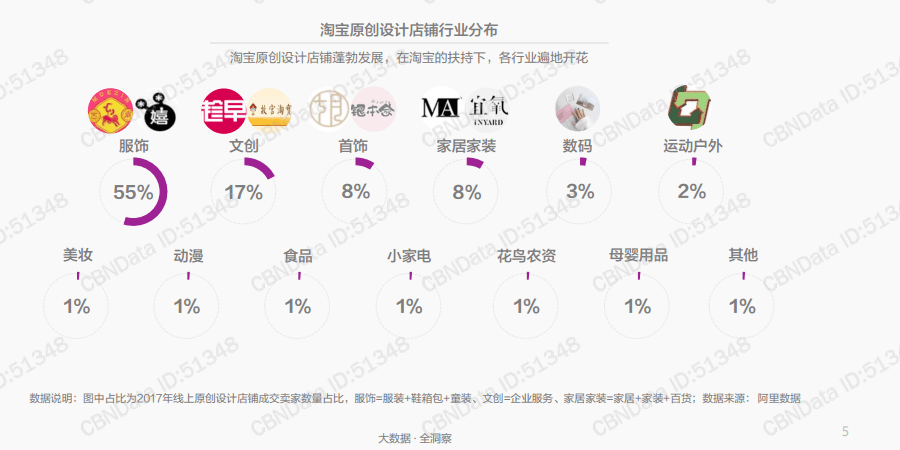 淘宝原创设计店铺行业分布
淘宝原创设计店铺蓬勃发展，在淘宝的扶持下，各行业遍地开花
嬉
趁早
故宫淘宝
MA
宜氧
INYARD
服饰
文创
首饰
家居家装
数码
运动户外
55%
17%
8%
8%
3%
2%
美妆
动漫
食品
小家电
花鸟农资
母婴用品
其他
1%
1%
1%
1%
1%
1%
1%
数据说明：图中占比为2017年线上原创设计店铺成交卖家数量占比，服饰=服装+鞋箱包+童装、文创=企业服务、家居家装=家居+家装+百货；数据来源： 阿里数据
大数据 · 全洞察
5
CBNData ID:51348